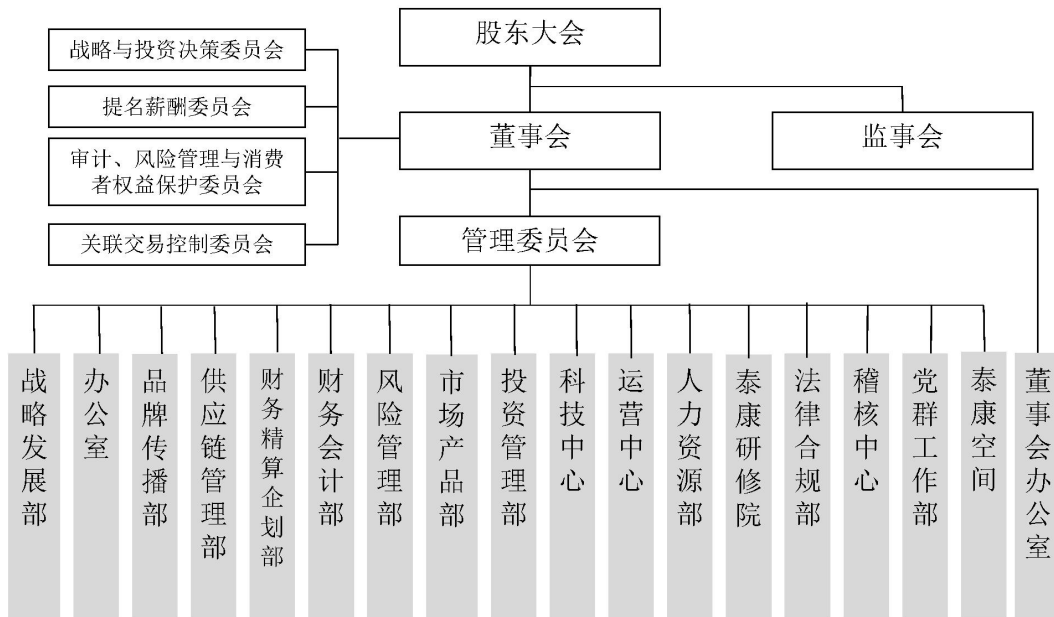 股东大会
战略与投资决策委员会
提名薪酬委员会
董事会
监事会
审计、风险管理与消费
者权益保护委员会
关联交易控制委员会
管理委员会
战略发展部
办公室
品牌传播部
供应链管理部
财务精算企划部
财务会计部
风险管理部
市场产品部
投资管理部
科技中心
运营中心
人力资源部
泰康研修院
法律合规部
稽核中心
党群工作部
泰康空间
董事会办公室